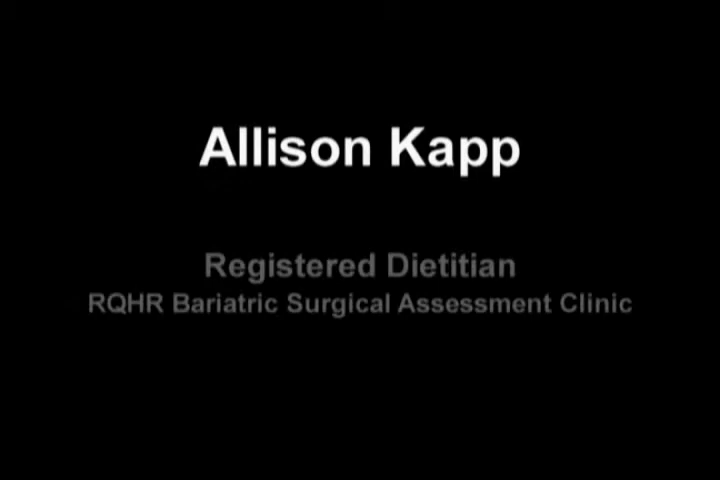 Allison Kapp
Registered Dietitian
RQHR Bariatric Surgical Assessment Clinic